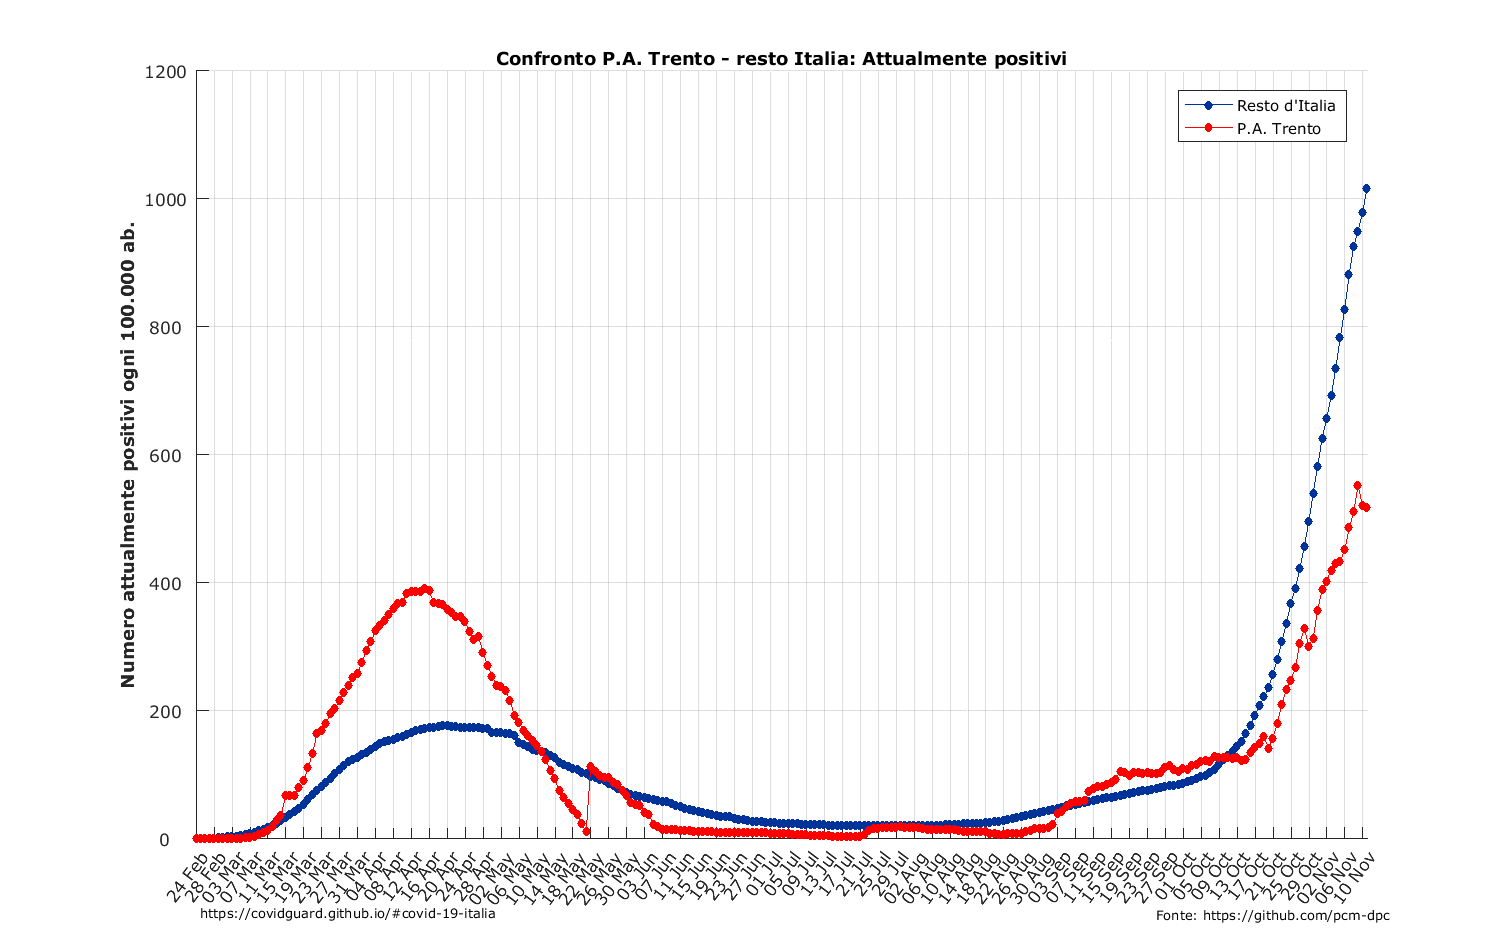 Confronto P.A. Trento - resto Italia: Attualmente positivi
Resto d'Italia
P.A. Trento
Numero attualmente positivi ogni 100.000 ab.
1200
1000
800
600
400
200
0
24 Feb
28 Feb
03 Mar
07 Mar
11 Mar
15 Mar
19 Mar
23 Mar
27 Mar
31 Mar
04 Apr
08 Apr
12 Apr
16 Apr
20 Apr
24 Apr
28 Apr
02 May
06 May
10 May
14 May
18 May
22 May
26 May
30 May
03 Jun
07 Jun
11 Jun
15 Jun
19 Jun
23 Jun
27 Jun
01 Jul
05 Jul
09 Jul
13 Jul
17 Jul
21 Jul
25 Jul
29 Jul
02 Aug
06 Aug
10 Aug
14 Aug
18 Aug
22 Aug
26 Aug
30 Aug
03 Sep
07 Sep
11 Sep
15 Sep
19 Sep
23 Sep
27 Sep
01 Oct
05 Oct
09 Oct
13 Oct
17 Oct
21 Oct
25 Oct
29 Oct
02 Nov
06 Nov
10 Nov
https://covidguard.github.io/#covid-19-italia
Fonte: https://github.com/pcm-dpc